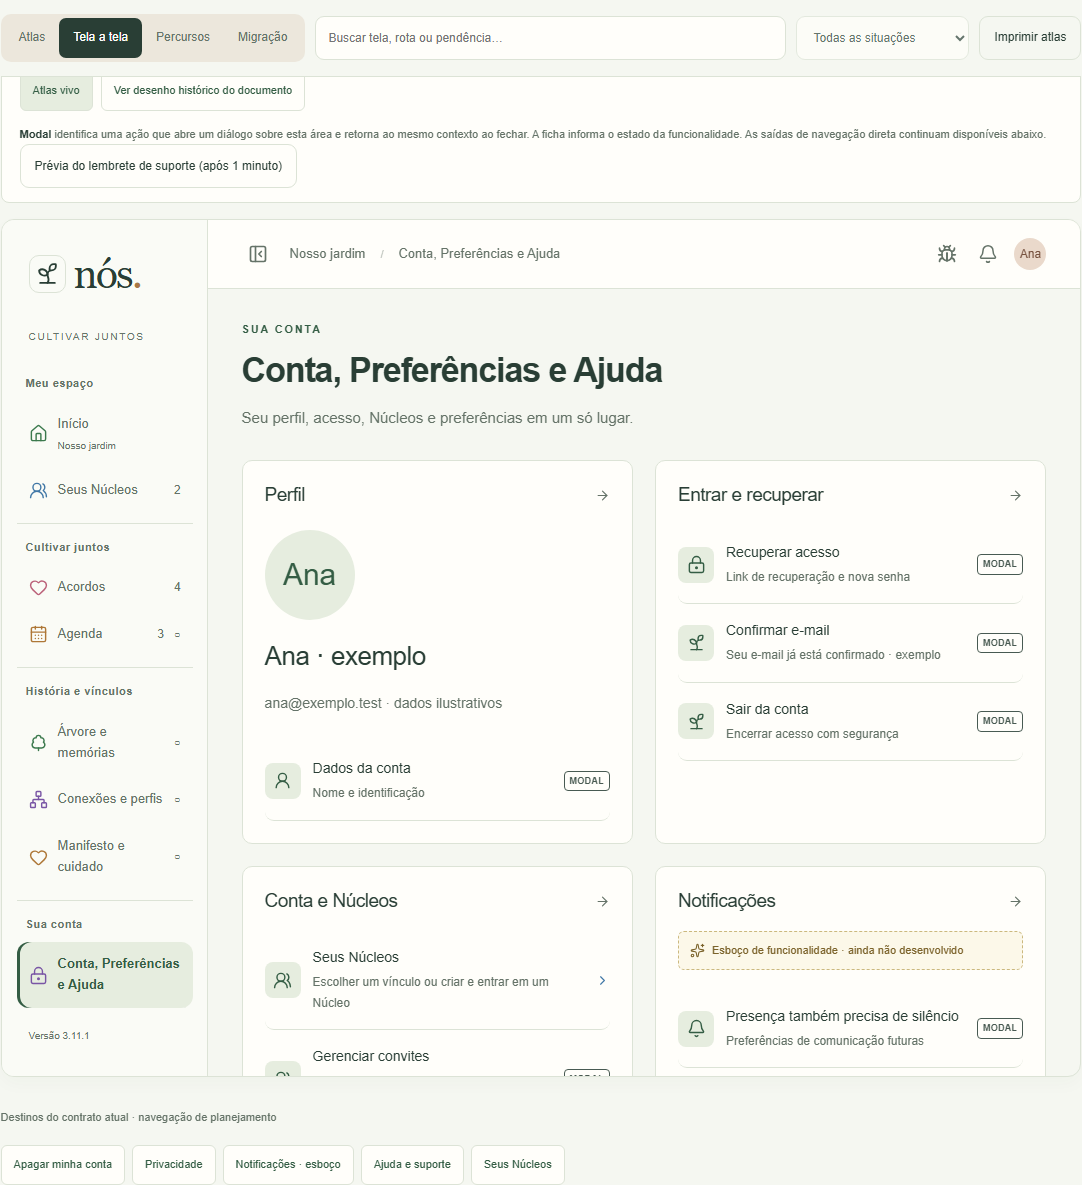 Atlas
Tela a tela
Percursos
Migração
Buscar tela, rota ou pendência...
Todas as situações
Imprimir atlas
Atlas vivo
Ver desenho histórico do documento
Modal identifica uma ação que abre um diálogo sobre esta área e retorna ao mesmo contexto ao fechar. A ficha informa o estado da funcionalidade. As saídas de navegação direta continuam disponíveis abaixo.
Prévia do lembrete de suporte (após 1 minuto)
nós.
CULTIVAR JUNTOS
Meu espaço
Início
Nosso jardim
Seus Núcleos 2
Cultivar juntos
Acordos 4
Agenda 3
História e vínculos
Árvore e
memórias
Conexões e perfis
Manifesto e
cuidado
Sua conta
Conta, Preferências
e Ajuda
Versão 3.11.1
Nosso jardim / Conta, Preferências e Ajuda
Ana
SUA CONTA
Conta, Preferências e Ajuda
Seu perfil, acesso, Núcleos e preferências em um só lugar.
Perfil
Ana
Ana · exemplo
ana@exemplo.test · dados ilustrativos
Dados da conta
Nome e identificação
MODAL
Entrar e recuperar
Recuperar acesso
Link de recuperação e nova senha
MODAL
Confirmar e-mail
Seu e-mail já está confirmado · exemplo
MODAL
Sair da conta
Encerrar acesso com segurança
MODAL
Conta e Núcleos
Seus Núcleos
Escolher um vínculo ou criar e entrar em um
Núcleo
Gerenciar convites
Notificações
Esboço de funcionalidade · ainda não desenvolvido
Presença também precisa de silêncio
Preferências de comunicação futuras
MODAL
Destinos do contrato atual · navegação de planejamento
Apagar minha conta
Privacidade
Notificações · esboço
Ajuda e suporte
Seus Núcleos